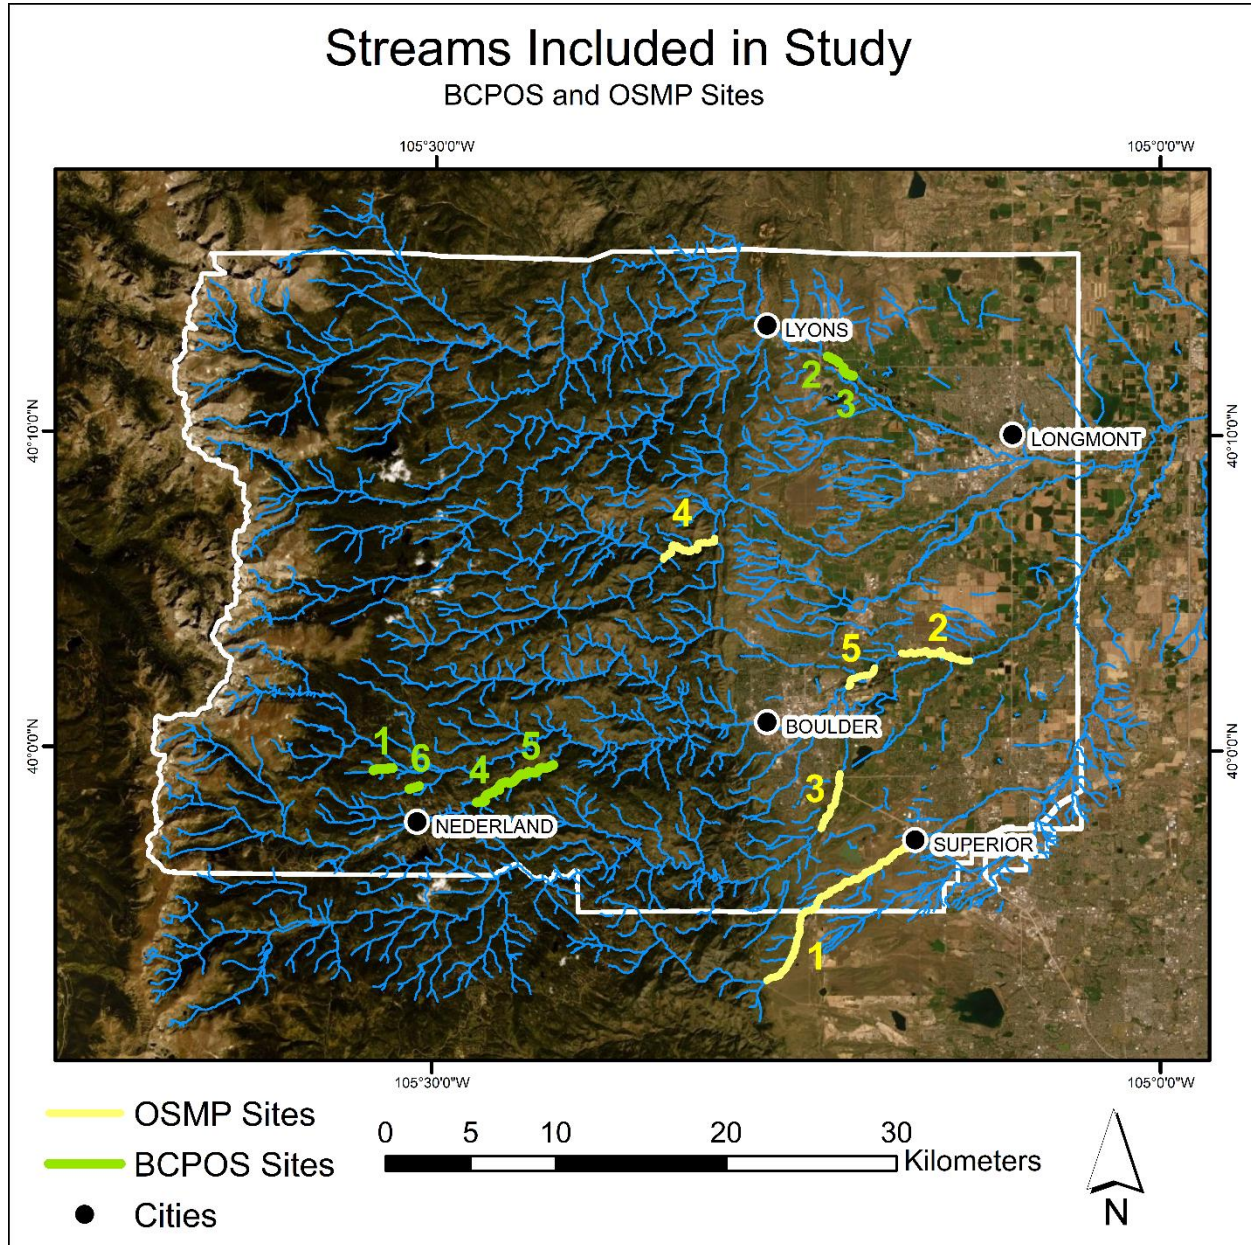 Streams Included in Study
BCPOS and OSMP Sites
105°30'0"W
105°0'0"W
LYONS
2
3
40°10'0"N
40°10'0"N
LONGMONT
4
2
5
BOULDER
40°0'0"N
40°0'0"N
1
6
5
4
3
NEDERLAND
SUPERIOR
1
105°30'0"W
105°0'0"W
OSMP Sites
BCPOS Sites
Cities
0 5 10 20 30
Kilometers
N